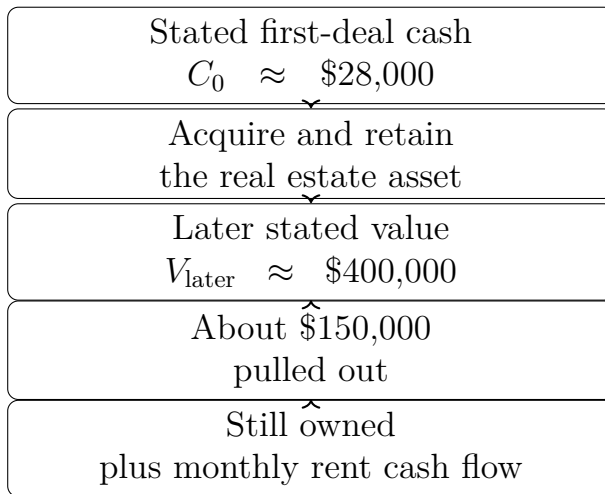 Stated first-deal cash
C₀ ≈ $28,000
Acquire and retain
the real estate asset
Later stated value
V_later ≈ $400,000
About $150,000
pulled out
Still owned
plus monthly rent cash flow